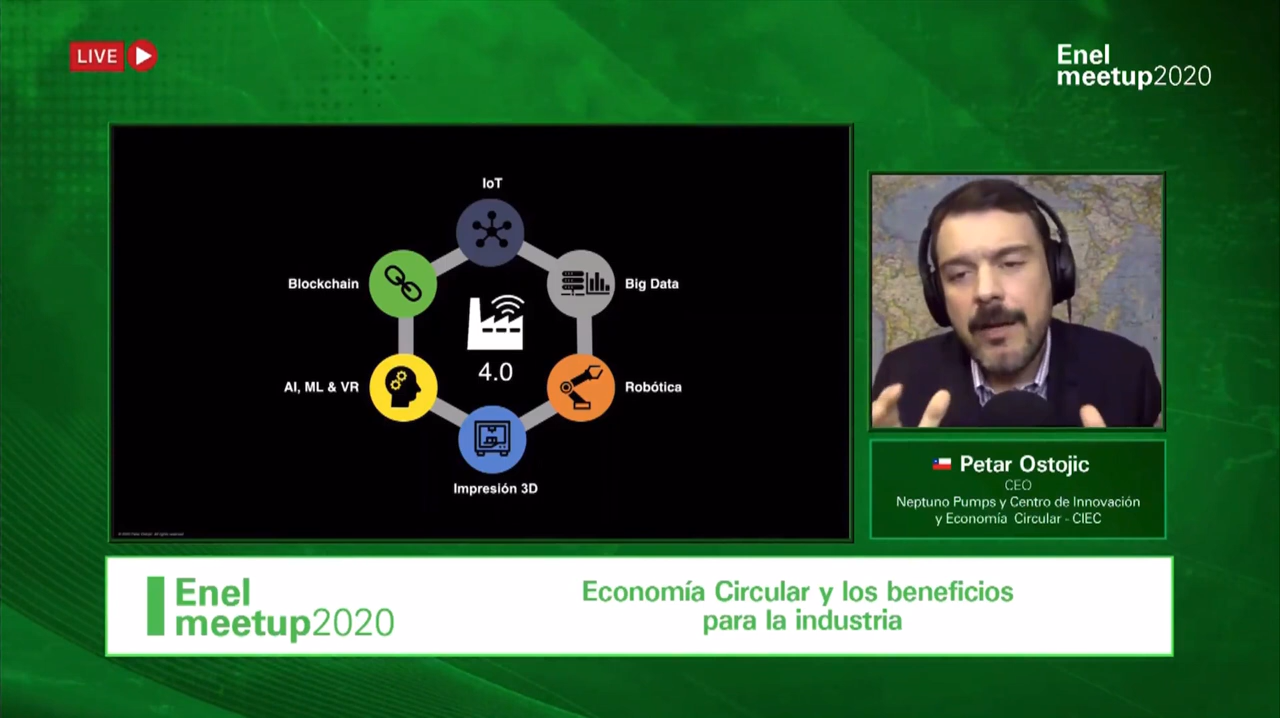 LIVE
Enel
meetup2020
IoT
Blockchain
Big Data
4.0
AI, ML & VR
Robótica
Impresión 3D
Petar Ostojic
CEO
Neptuno Pumps y Centro de Innovación
y Economía Circular - CIEC
Enel
meetup2020
Economía Circular y los beneficios
para la industria